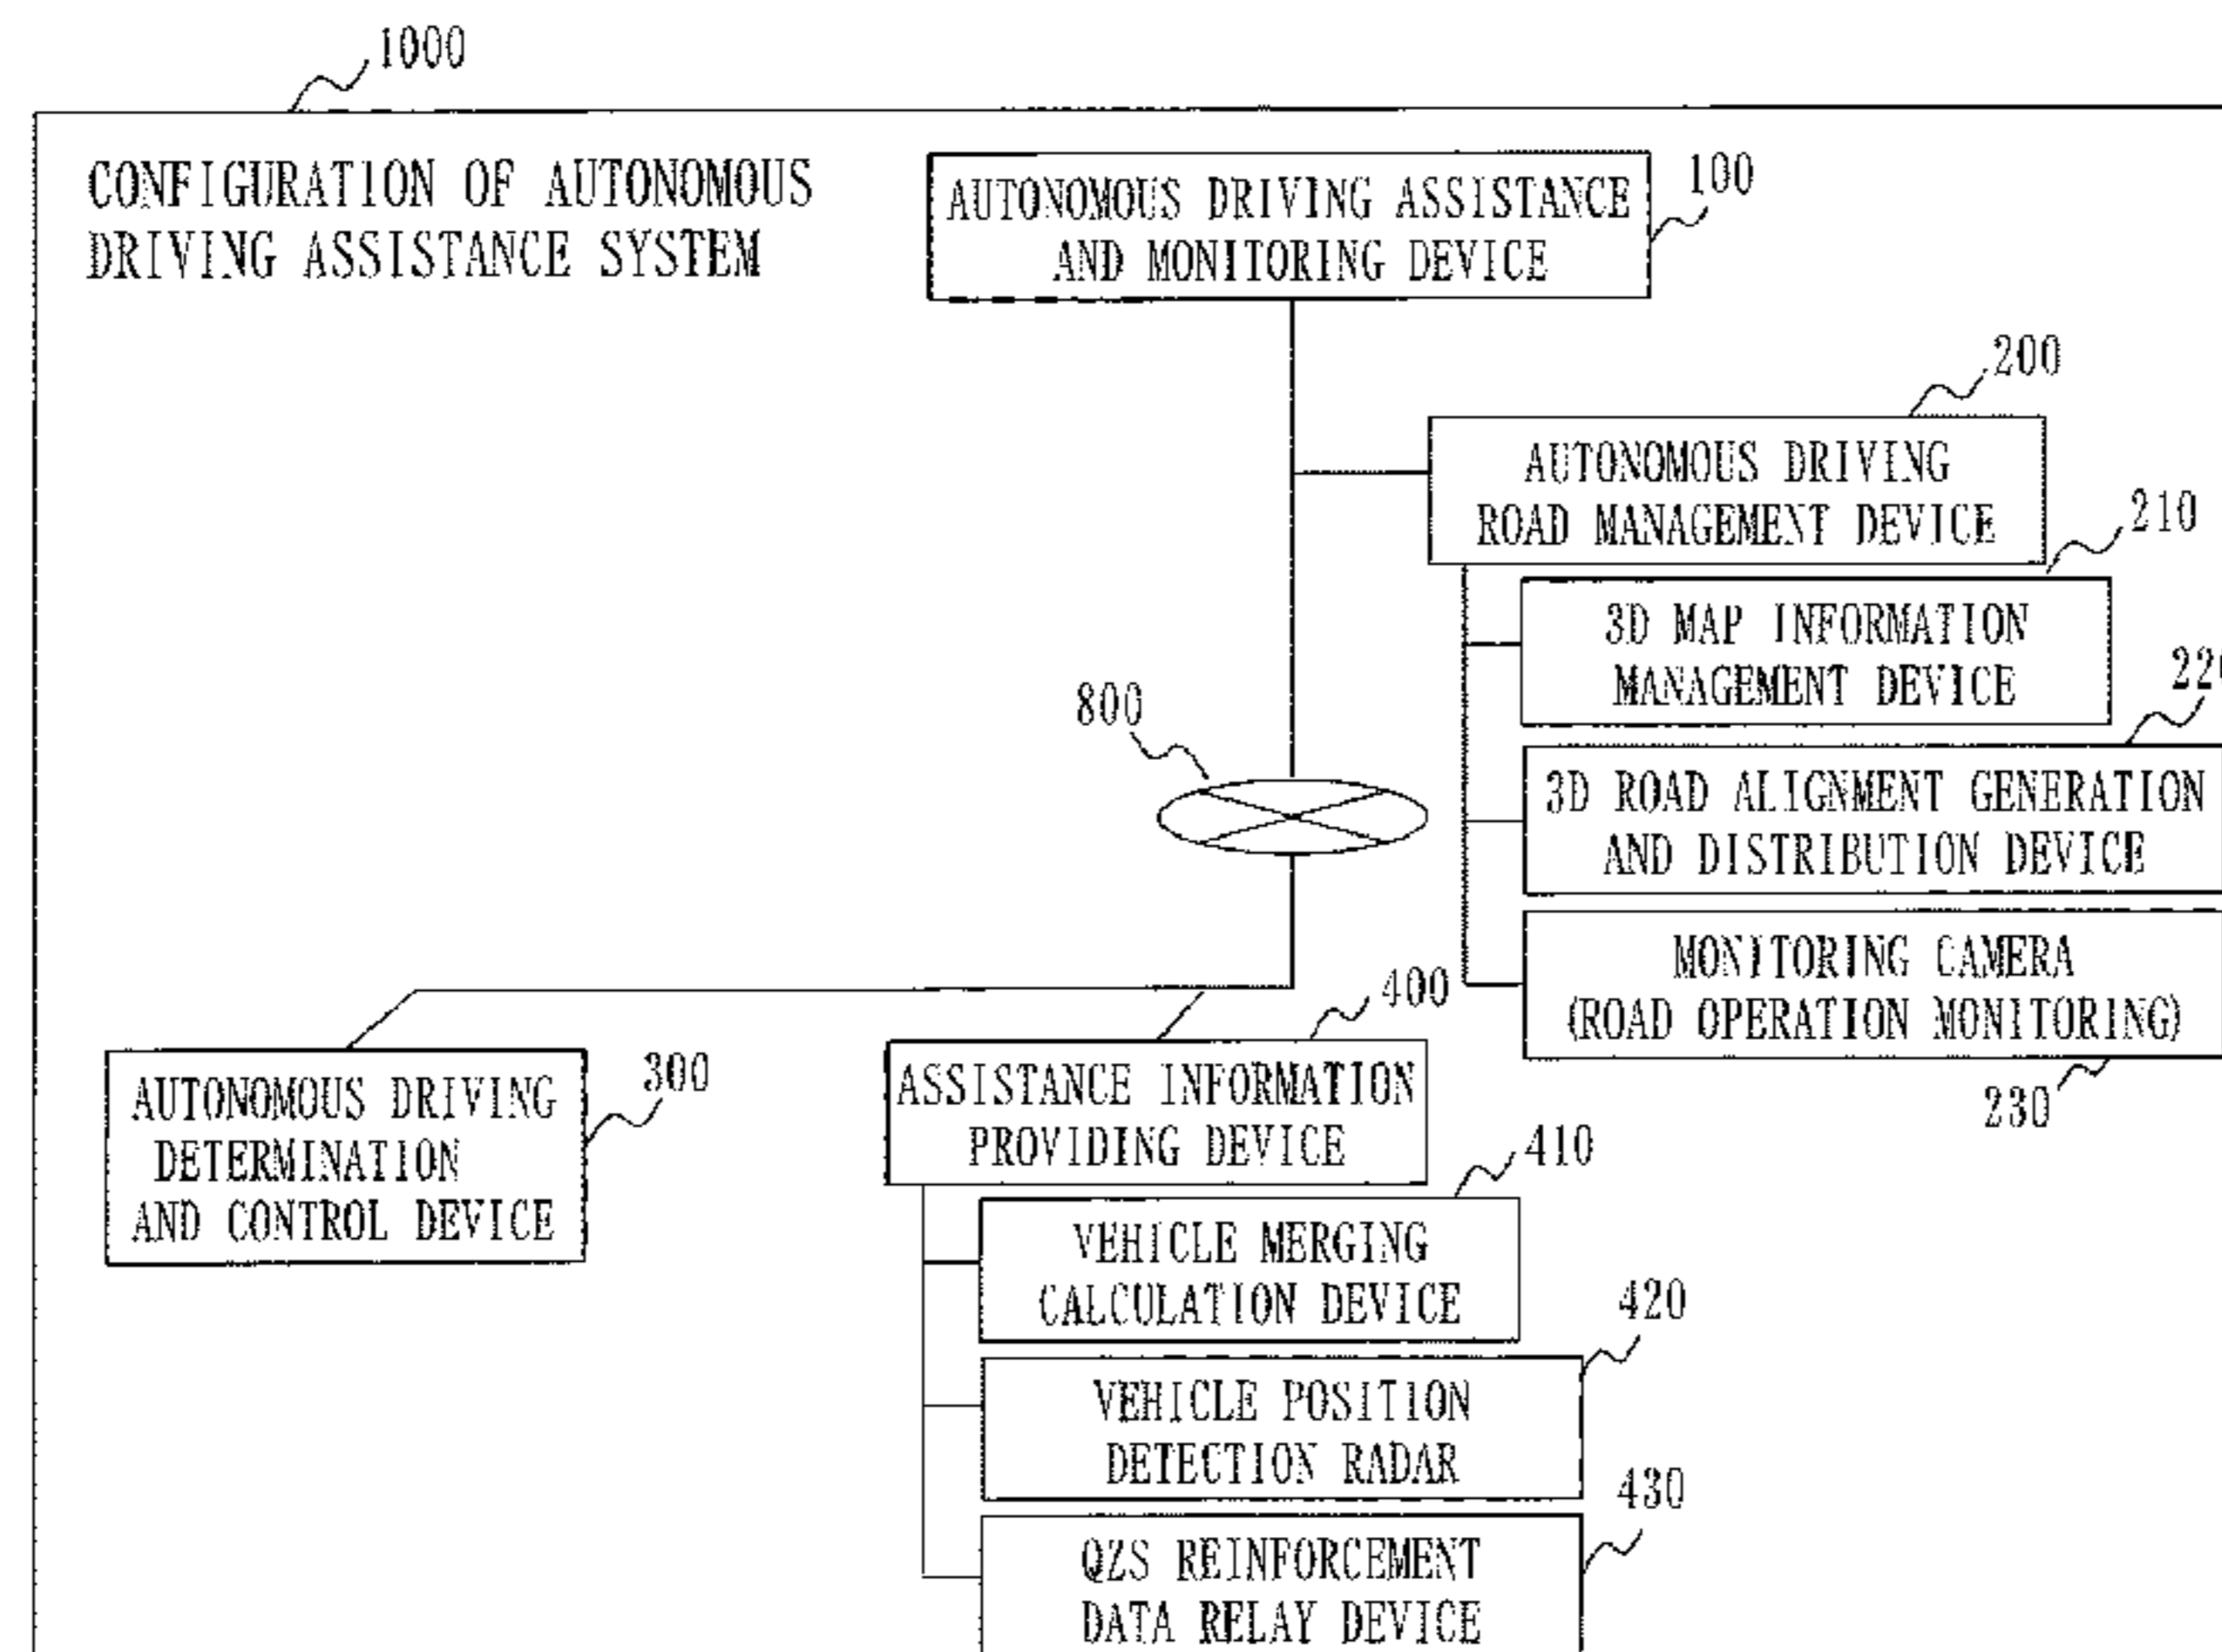 1000
CONFIGURATION OF AUTONOMOUS
DRIVING ASSISTANCE SYSTEM
AUTONOMOUS DRIVING ASSISTANCE
AND MONITORING DEVICE
100
200
AUTONOMOUS DRIVING
ROAD MANAGEMENT DEVICE
210
3D MAP INFORMATION
MANAGEMENT DEVICE
220
3D ROAD ALIGNMENT GENERATION
AND DISTRIBUTION DEVICE
800
MONITORING CAMERA
(ROAD OPERATION MONITORING)
230
AUTONOMOUS DRIVING
DETERMINATION
AND CONTROL DEVICE
300
400
ASSISTANCE INFORMATION
PROVIDING DEVICE
410
VEHICLE MERGING
CALCULATION DEVICE
420
VEHICLE POSITION
DETECTION RADAR
430
QZS REINFORCEMENT
DATA RELAY DEVICE